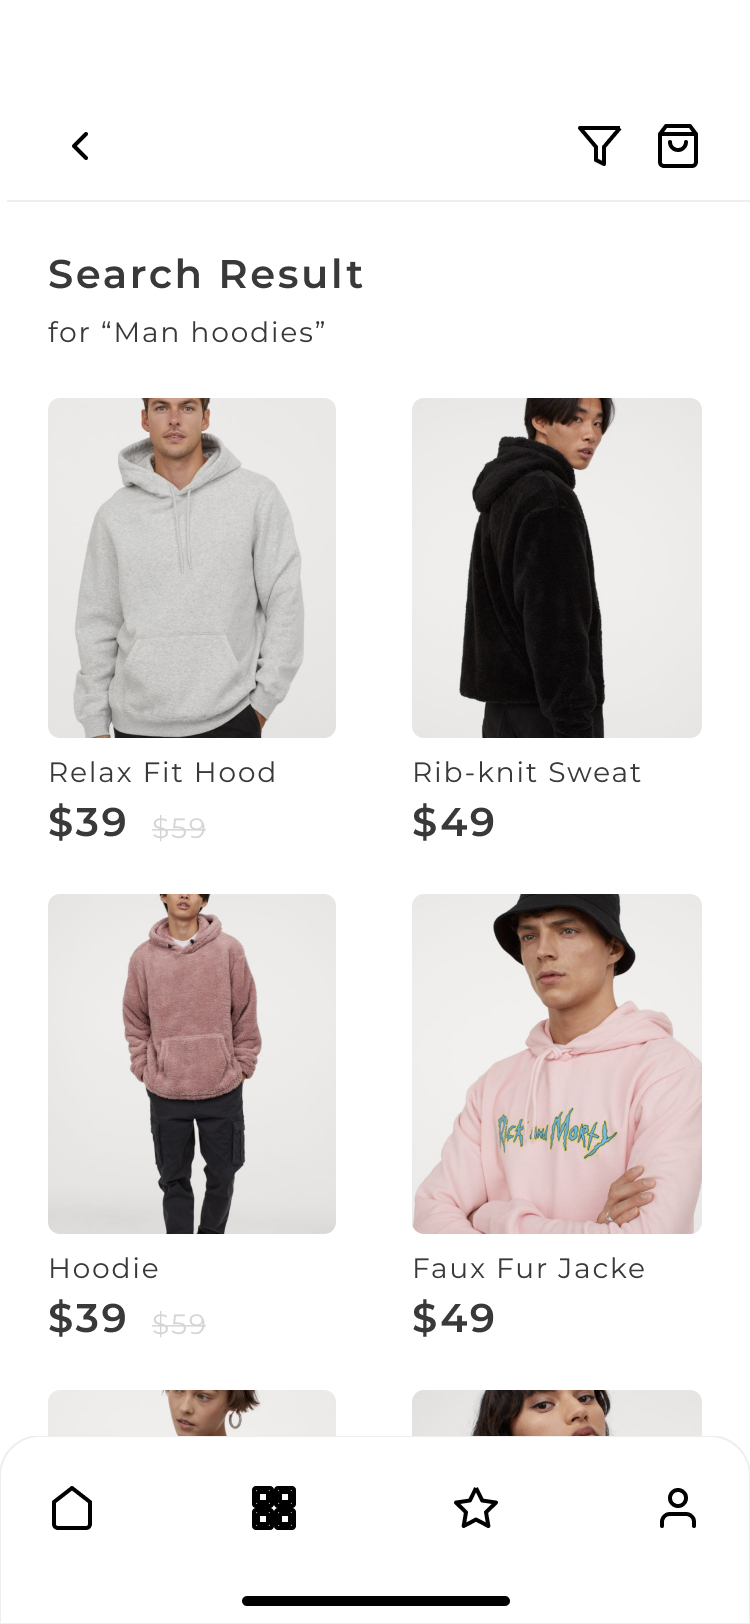 Search Result
for “Man hoodies”
Relax Fit Hood
$39 $59
Rib-knit Sweat
$49
Rick and Morty
Hoodie
$39 $59
Faux Fur Jacke
$49